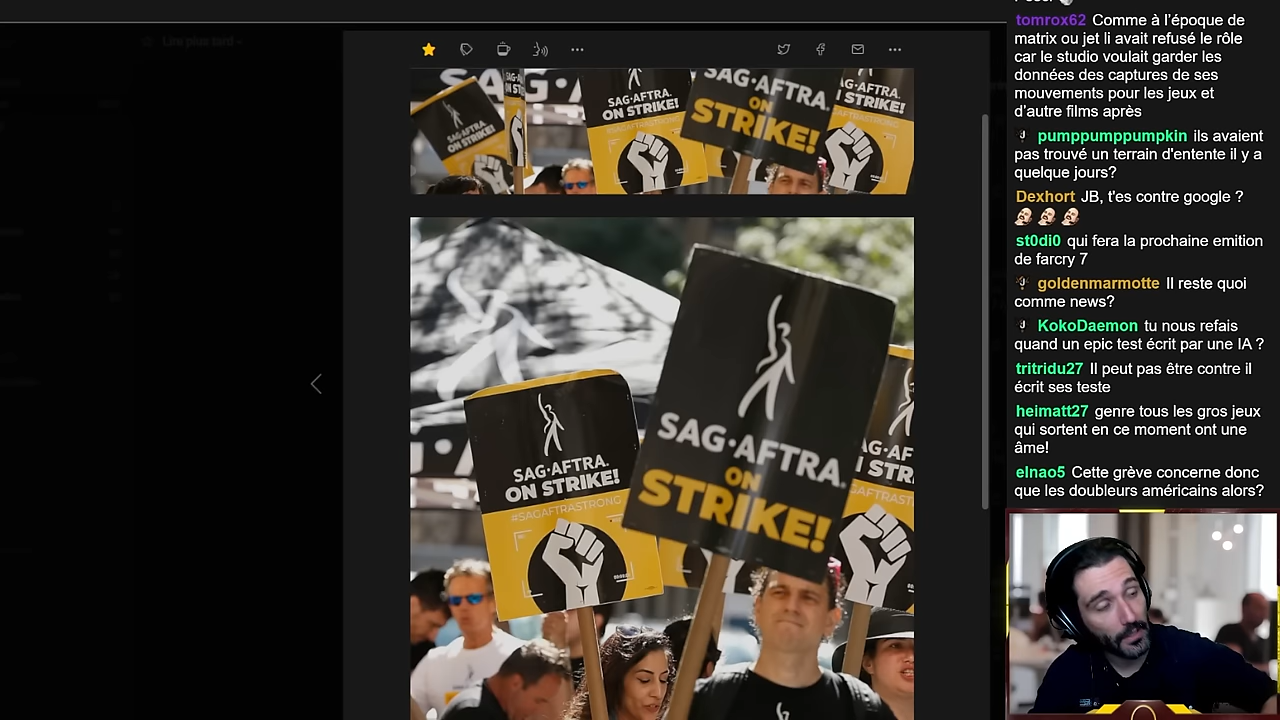 Lire plus tard
SAG-AFTRA
ON STRIKE!
SAG·AFTRA.
ON STRIKE!
#SAGAFTRASTRONG
SAG·AFTRA.
ON
STRIKE!
SAG·AFTRA.
ON STRIKE!
#SAGAFTRASTRONG
SAG·AFTRA.
ON
STRIKE!
tomrox62 Comme à l'époque de
matrix ou jet li avait refusé le rôle
car le studio voulait garder les
données des captures de ses
mouvements pour les jeux et
d'autre films après
pumppumppumpkin ils avaient
pas trouvé un terrain d'entente il y a
quelque jours?
Dexhort JB, t'es contre google ?
st0di0 qui fera la prochaine emition
de farcry 7
goldenmarmotte Il reste quoi
comme news?
KokoDaemon tu nous refais
quand un epic test écrit par une IA ?
tritridu27 Il peut pas être contre il
écrit ses teste
heimatt27 genre tous les gros jeux
qui sortent en ce moment ont une
âme!
elnao5 Cette grève concerne donc
que les doubleurs américains alors?